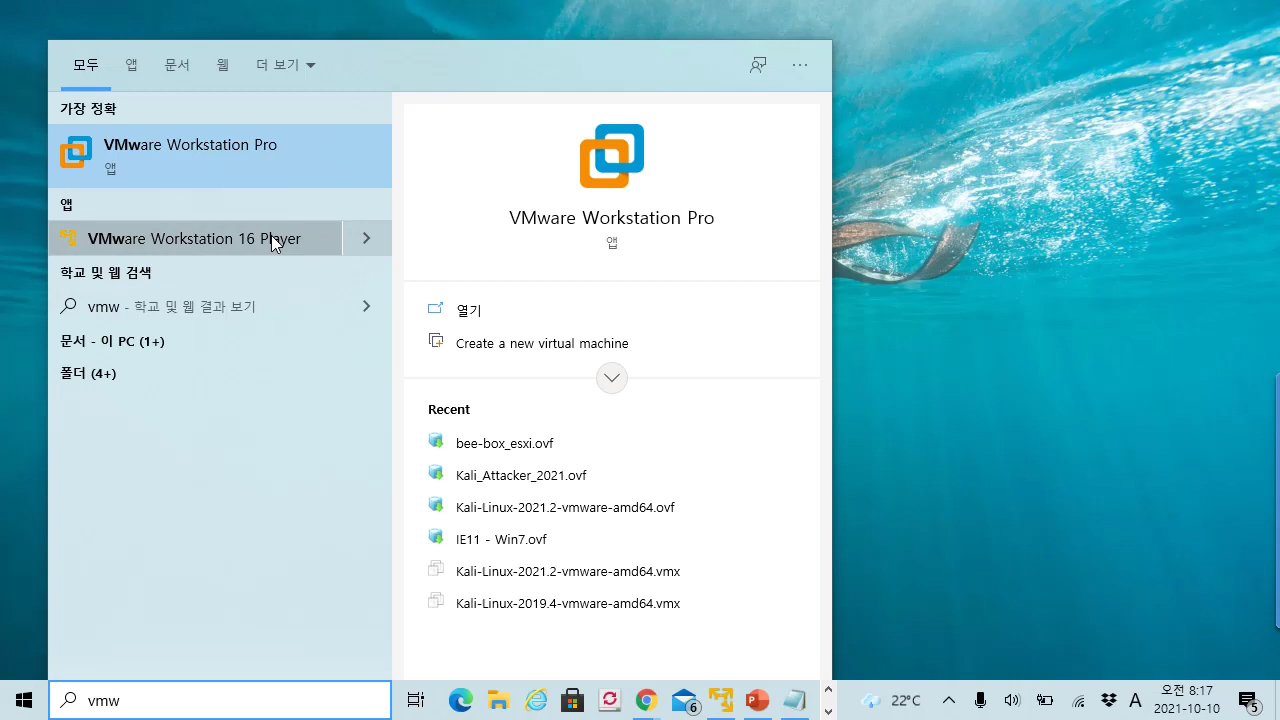 모두 앱 문서 웹 더 보기
가장 정확
VMware Workstation Pro
앱
앱
VMware Workstation 16 Player
학교 및 웹 검색
vmw - 학교 및 웹 결과 보기
문서 - 이 PC (1+)
폴더 (4+)
VMware Workstation Pro
앱
열기
Create a new virtual machine
Recent
bee-box_esxi.ovf
Kali_Attacker_2021.ovf
Kali-Linux-2021.2-vmware-amd64.ovf
IE11 - Win7.ovf
Kali-Linux-2021.2-vmware-amd64.vmx
Kali-Linux-2019.4-vmware-amd64.vmx
vmw
6
22°C
A
오전 8:17
2021-10-10
5